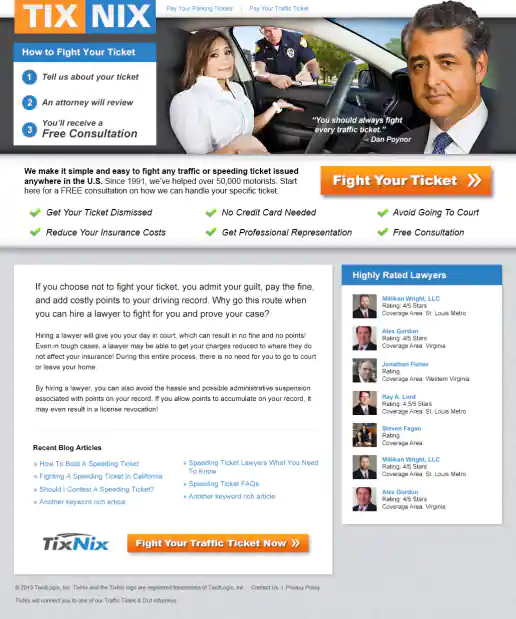 TIX NIX
Pay Your Parking Tickets | Pay Your Traffic Ticket
How to Fight Your Ticket
1 Tell us about your ticket
2 An attorney will review
3 You'll receive a
Free Consultation
"You should always fight
every traffic ticket."
– Dan Poynor
We make it simple and easy to fight any traffic or speeding ticket issued
anywhere in the U.S. Since 1991, we've helped over 50,000 motorists. Start
here for a FREE consultation on how we can handle your specific ticket.
Fight Your Ticket »
Get Your Ticket Dismissed
No Credit Card Needed
Avoid Going To Court
Reduce Your Insurance Costs
Get Professional Representation
Free Consultation
If you choose not to fight your ticket, you admit your guilt, pay the fine,
and add costly points to your driving record. Why go this route when
you can hire a lawyer to fight for you and prove your case?
Hiring a lawyer will give you your day in court, which can result in no fine and no points!
Even in tough cases, a lawyer may be able to get your charges reduced to where they do
not affect your insurance! During this entire process, there is no need for you to go to court
or leave your home.
By hiring a lawyer, you can also avoid the hassle and possible administrative suspension
associated with points on your record. If you allow points to accumulate on your record, it
may even result in a license revocation!
Recent Blog Articles
» How To Beat A Speeding Ticket
» Fighting A Speeding Ticket in California
» Should I Contest A Speeding Ticket?
» Another keyword rich article
» Speeding Ticket Lawyers What You Need
To Know
» Speeding Ticket FAQs
» Another keyword rich article
TixNix
Fight Your Traffic Ticket Now »
Highly Rated Lawyers
Millikan Wright, LLC
Rating: 4/5 Stars
Coverage Area: St. Louis Metro
Alex Gordon
Rating: 4/5 Stars
Coverage Area: Virginia
Jonathan Fisher
Rating:
Coverage Area: Western Virginia
Ray A. Lord
Rating: 4.5/5 Stars
Coverage Area: St. Louis Metro
Steven Fagan
Rating:
Coverage Area:
Millikan Wright, LLC
Rating: 4/5 Stars
Coverage Area: St. Louis Metro
Alex Gordon
Rating: 4/5 Stars
Coverage Area: Virginia
© 2013 Inc. TixNix and the TixNix logo are registered trademarks of Inc. | Contact Us | Privacy Policy
TixNix will connect you to one of our Traffic Ticket & DUI attorneys.